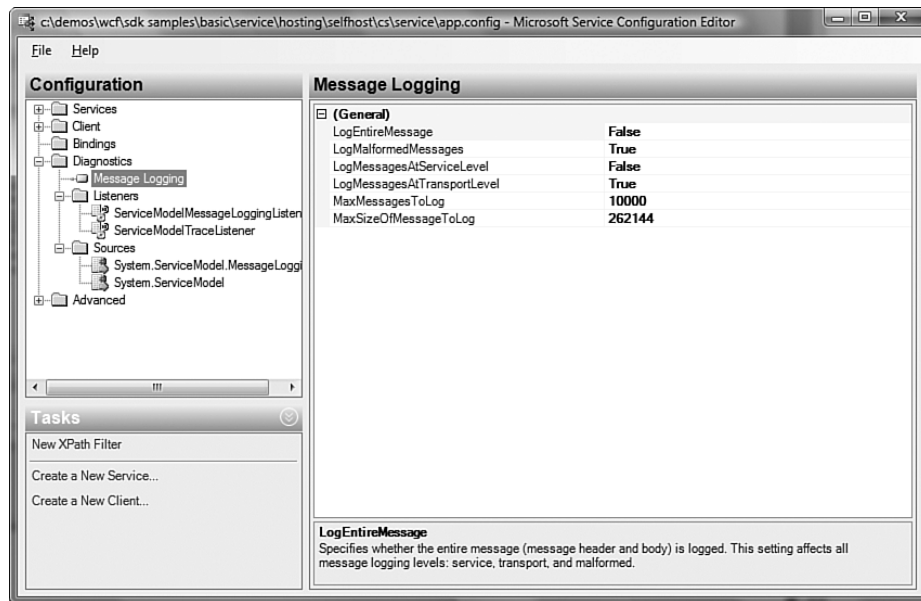 c:\demos\wcf\sdk samples\basic\service\hosting\selfhost\cs\service\app.config - Microsoft Service Configuration Editor
File Help
Configuration
Services
Client
Bindings
Diagnostics
Message Logging
Listeners
ServiceModelMessageLoggingListen
ServiceModelTraceListener
Sources
System.ServiceModel.MessageLoggi
System.ServiceModel
Advanced
Tasks
New XPath Filter
Create a New Service...
Create a New Client...
Message Logging
(General)
LogEntireMessage False
LogMalformedMessages True
LogMessagesAtServiceLevel False
LogMessagesAtTransportLevel True
MaxMessagesToLog 10000
MaxSizeOfMessageToLog 262144
LogEntireMessage
Specifies whether the entire message (message header and body) is logged. This setting affects all
message logging levels: service, transport, and malformed.